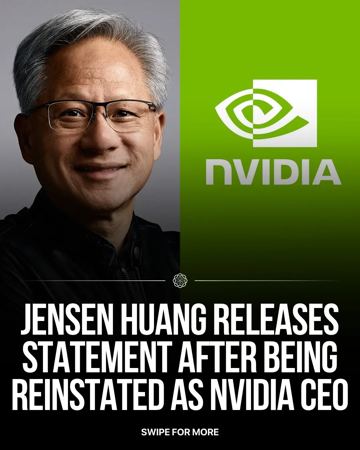 NVIDIA
JENSEN HUANG RELEASES
STATEMENT AFTER BEING
REINSTATED AS NVIDIA CEO
SWIPE FOR MORE